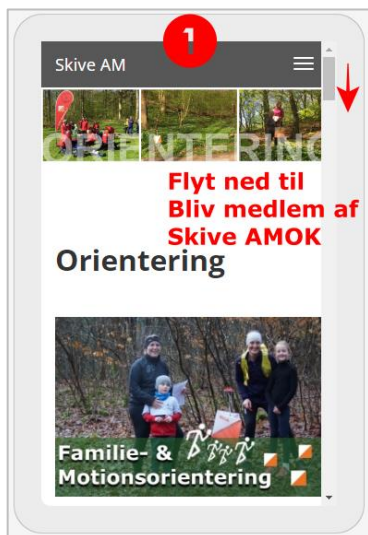 1
Skive AM
ORIENTERING
Flyt ned til
Bliv medlem af
Skive AMOK
Orientering
Familie- &
Motionsorientering